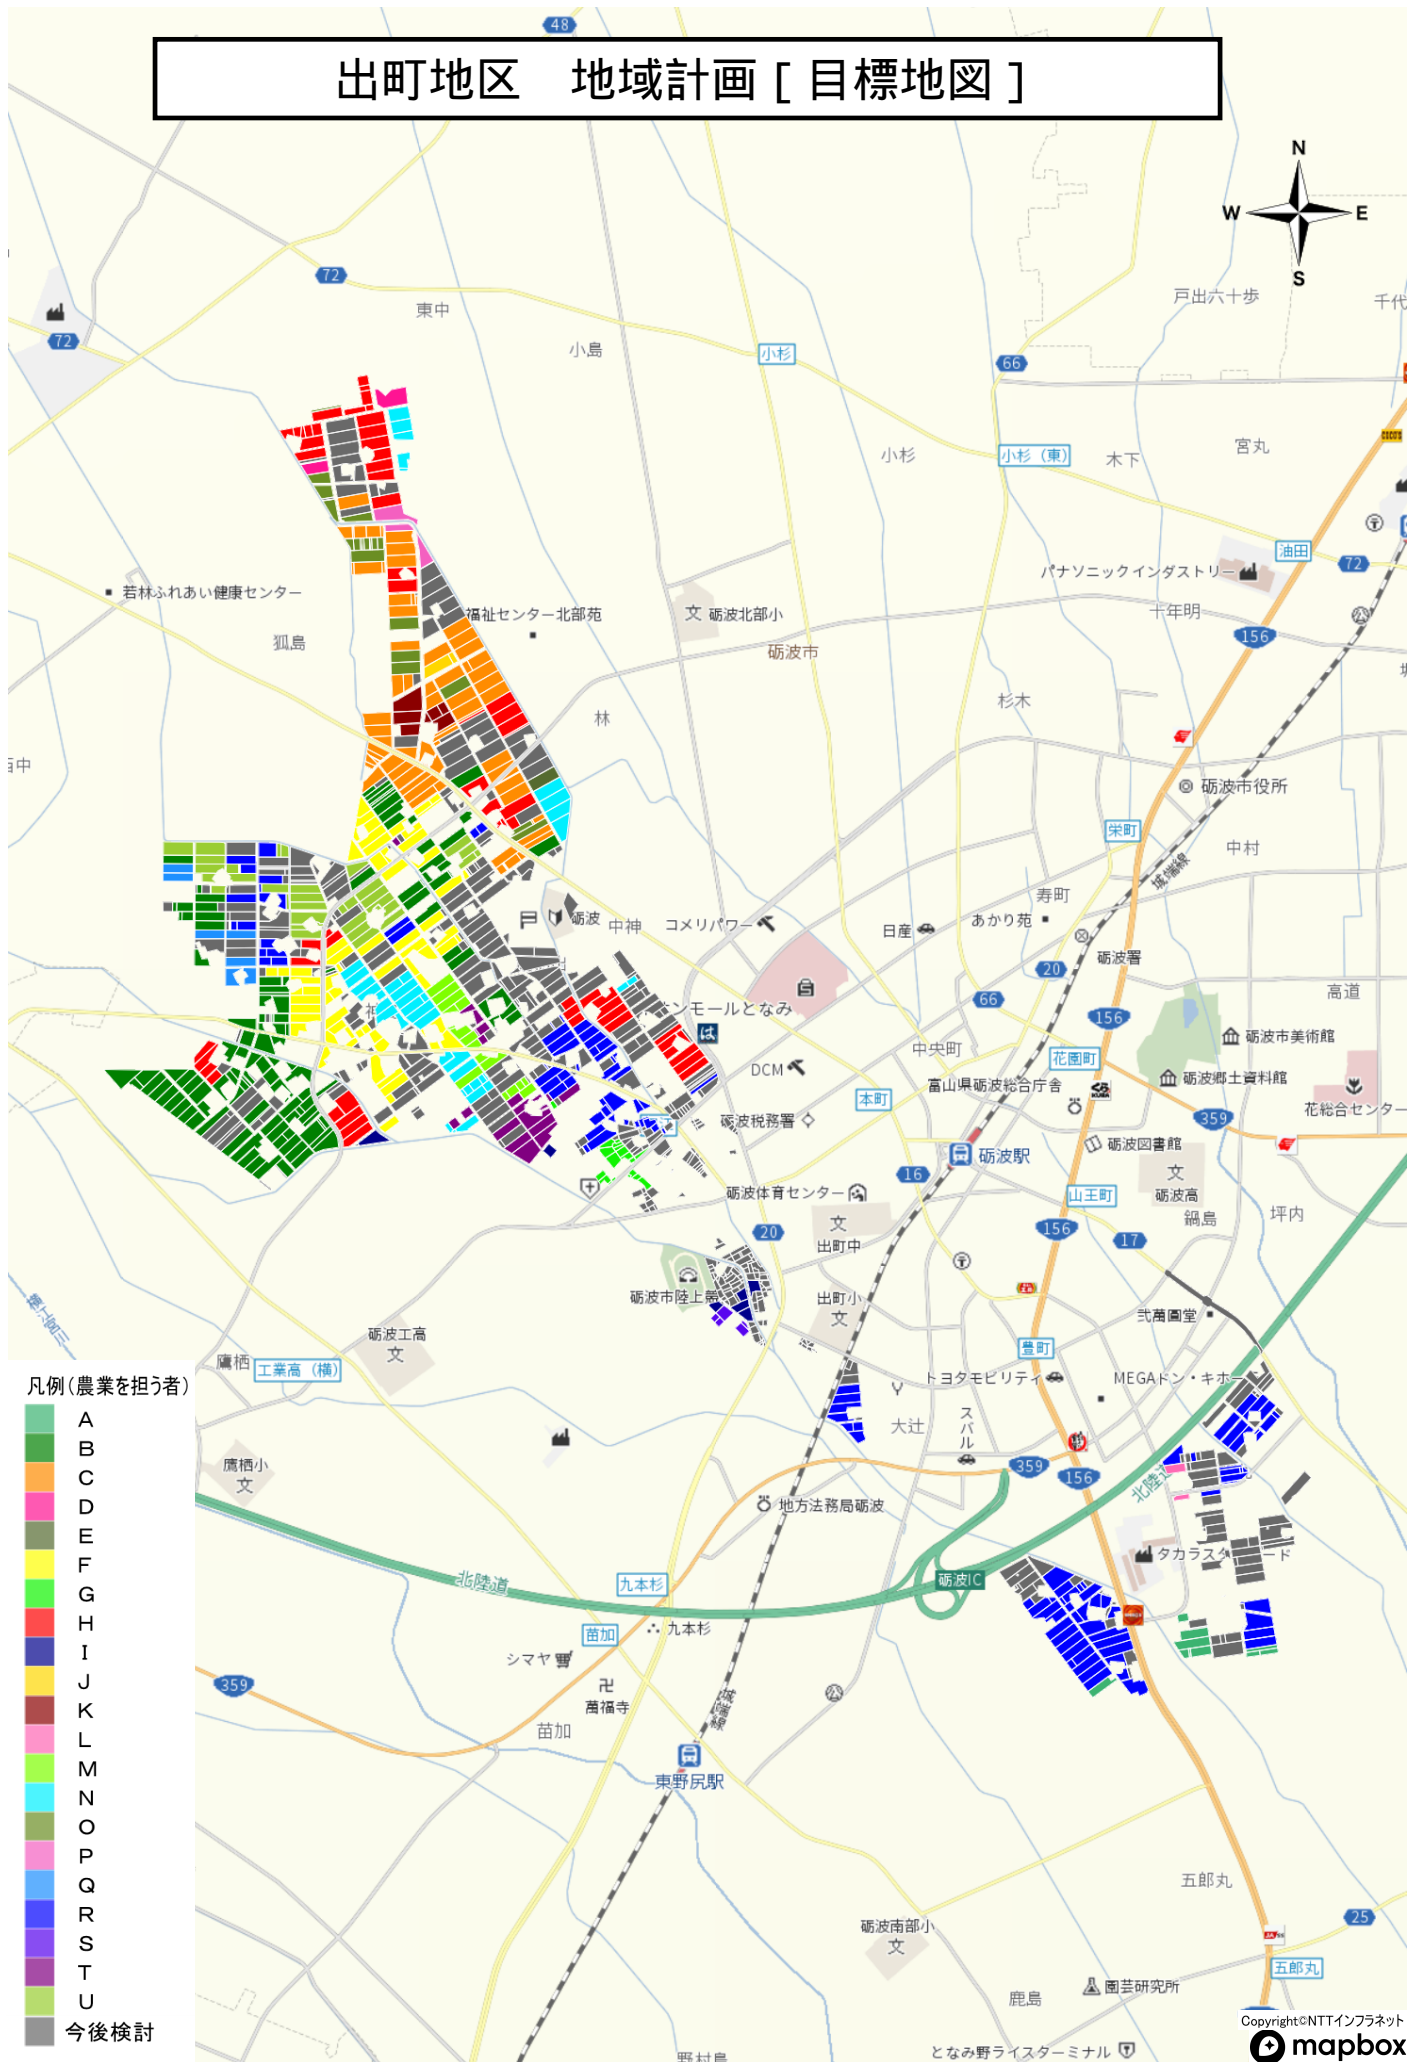 48
出町地区　地域計画［目標地図］
N
W E
S
72
東中
戸出六十歩
千代
72
小島
小杉
66
小杉
小杉（東）
木下
宮丸
COCO'S
油田
パナソニックインダストリー
72
若林ふれあい健康センター
福祉センター北部苑
文 砺波北部小
十年明
156
狐島
砺波市
杉木
林
砺波市役所
栄町
中村
城端線
寿町
あかり苑
砺波
中神
コメリパワー
日産
砺波署
20
高道
66
ンモールとなみ
156
砺波市美術館
は
中央町
花園町
DCM
富山県砺波総合庁舎
砺波郷土資料館
本町
花総合センター
359
砺波税務署
砺波図書館
砺波駅
文
16
砺波体育センター
山王町
砺波高
鍋島
坪内
文
20
156
17
出町中
砺波市陸上競
出町小
文
横江宮川
弐萬圓堂
砺波工高
文
豊町
鷹栖
工業高（横）
トヨタモビリティ
MEGAドン・キホー
凡例（農業を担う者）
大辻
スバル
鷹栖小
文
359
156
北陸道
地方法務局砺波
タカラスタ
ード
北陸道
九本杉
砺波IC
苗加
九本杉
シマヤ
359
萬福寺
苗加
城端線
東野尻駅
A
B
C
D
E
F
G
H
I
J
K
L
M
N
O
P
Q
R
S
T
U
今後検討
五郎丸
25
砺波南部小
文
五郎丸
園芸研究所
鹿島
Copyright©NTTインフラネット
となみ野ライスターミナル
mapbox
野村島